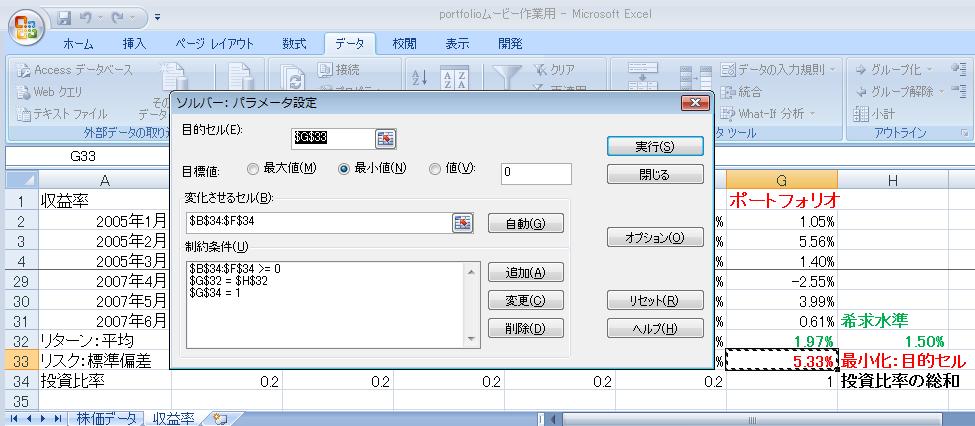 portfolioムービー作業用 - Microsoft Excel
ホーム 挿入 ページ レイアウト 数式 データ 校閲 表示 開発
Access データベース 接続 クリア データの入力規則 グループ化
Web クエリ 統合 グループ解除
テキスト ファイル What-If 分析 小計
外部データの取り アウトライン
ソルバー: パラメータ設定
目的セル(E): $G$33 実行(S)
目標値: 最大値(M) 最小値(N) 値(V): 0 閉じる
変化させるセル(B):
$B$34:$F$34 自動(G)
オプション(O)
制約条件(U)
$B$34:$F$34 >= 0 追加(A)
$G$32 = $H$32
$G$34 = 1 変更(C) リセット(R)
削除(D) ヘルプ(H)
G33
A G H
1 収益率 ポートフォリオ
2 2005年1月 % 1.05%
3 2005年2月 % 5.56%
4 2005年3月 % 1.40%
29 2007年4月 % -2.55%
30 2007年5月 % 3.99%
31 2007年6月 % 0.61% 希求水準
32 リターン:平均 % 1.97% 1.50%
33 リスク:標準偏差 % 5.33% 最小化:目的セル
34 投資比率 0.2 0.2 0.2 0.2 0.2 1 投資比率の総和
35
株価データ 収益率